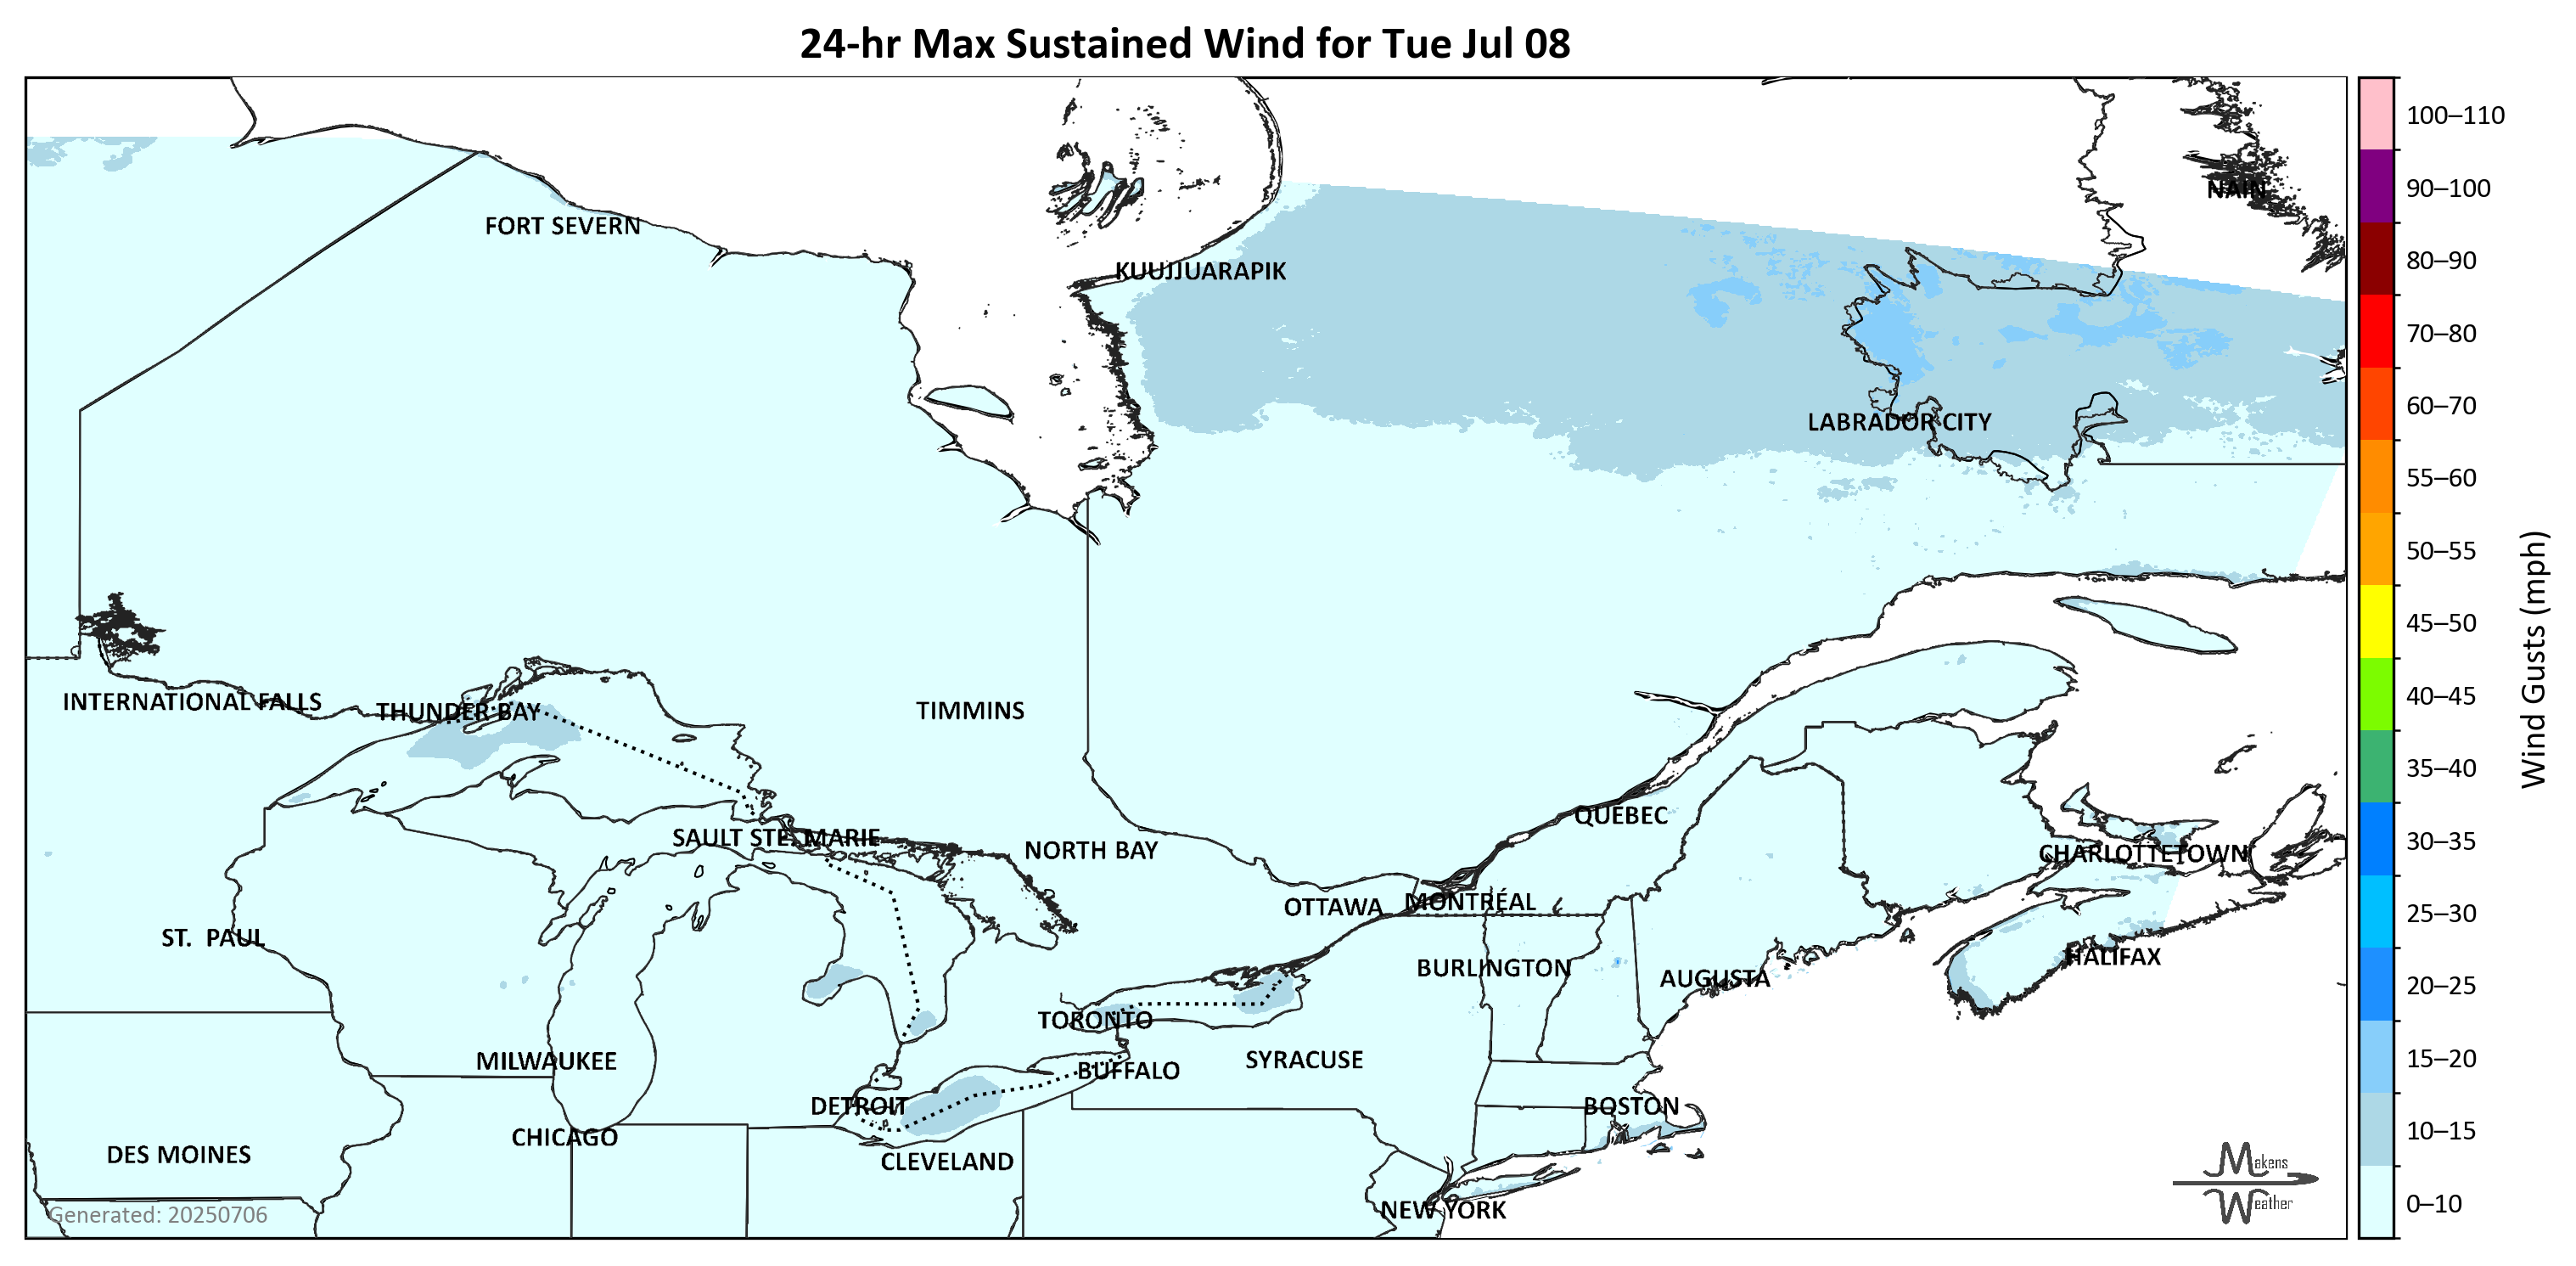 24-hr Max Sustained Wind for Tue Jul 08
100–110
90–100
NAIN
FORT SEVERN
80–90
KUUJJUARAPIK
70–80
60–70
LABRADOR CITY
55–60
50–55
45–50
Wind Gusts (mph)
40–45
INTERNATIONAL FALLS
THUNDER BAY
TIMMINS
35–40
QUÉBEC
SAULT STE. MARIE
30–35
NORTH BAY
CHARLOTTETOWN
MONTRÉAL
OTTAWA
25–30
ST. PAUL
HALIFAX
BURLINGTON
AUGUSTA
20–25
TORONTO
MILWAUKEE
SYRACUSE
15–20
BUFFALO
DETROIT
BOSTON
CHICAGO
10–15
DES MOINES
CLEVELAND
Makens
Weather
0–10
NEW YORK
Generated: 20250706